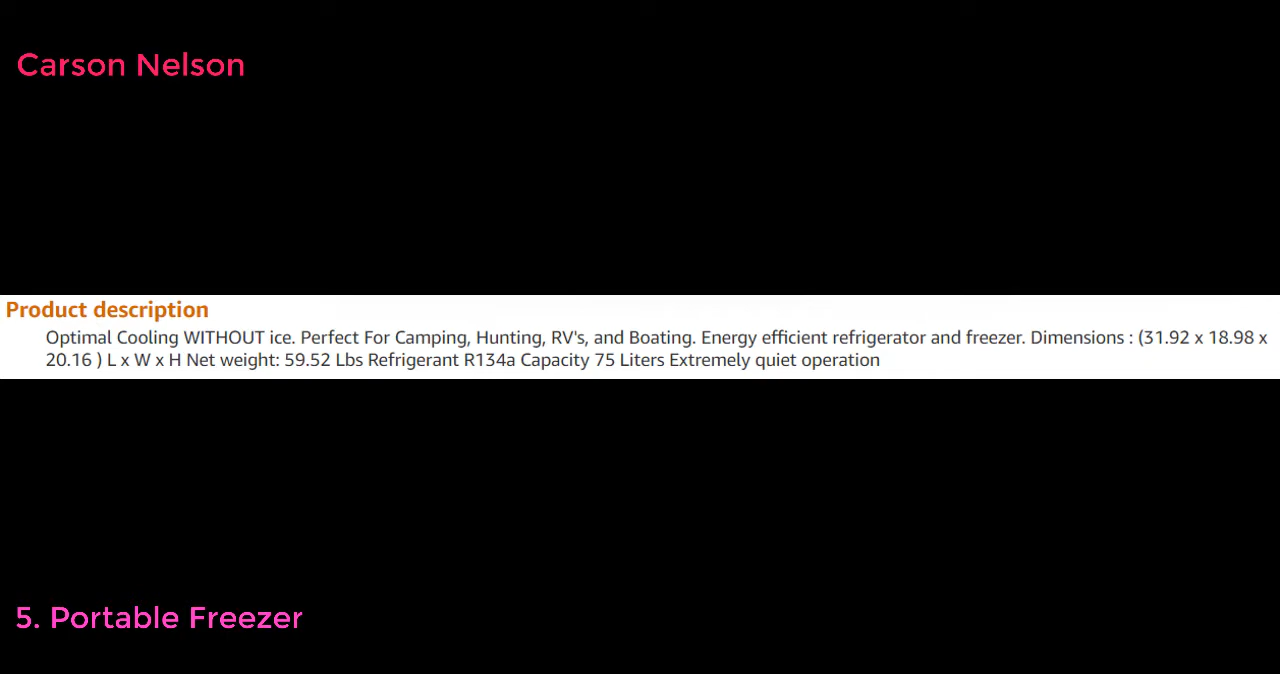 Carson Nelson
Product description
Optimal Cooling WITHOUT ice. Perfect For Camping, Hunting, RV's, and Boating. Energy efficient refrigerator and freezer. Dimensions : (31.92 x 18.98 x
20.16 ) L x W x H Net weight: 59.52 Lbs Refrigerant R134a Capacity 75 Liters Extremely quiet operation
5. Portable Freezer